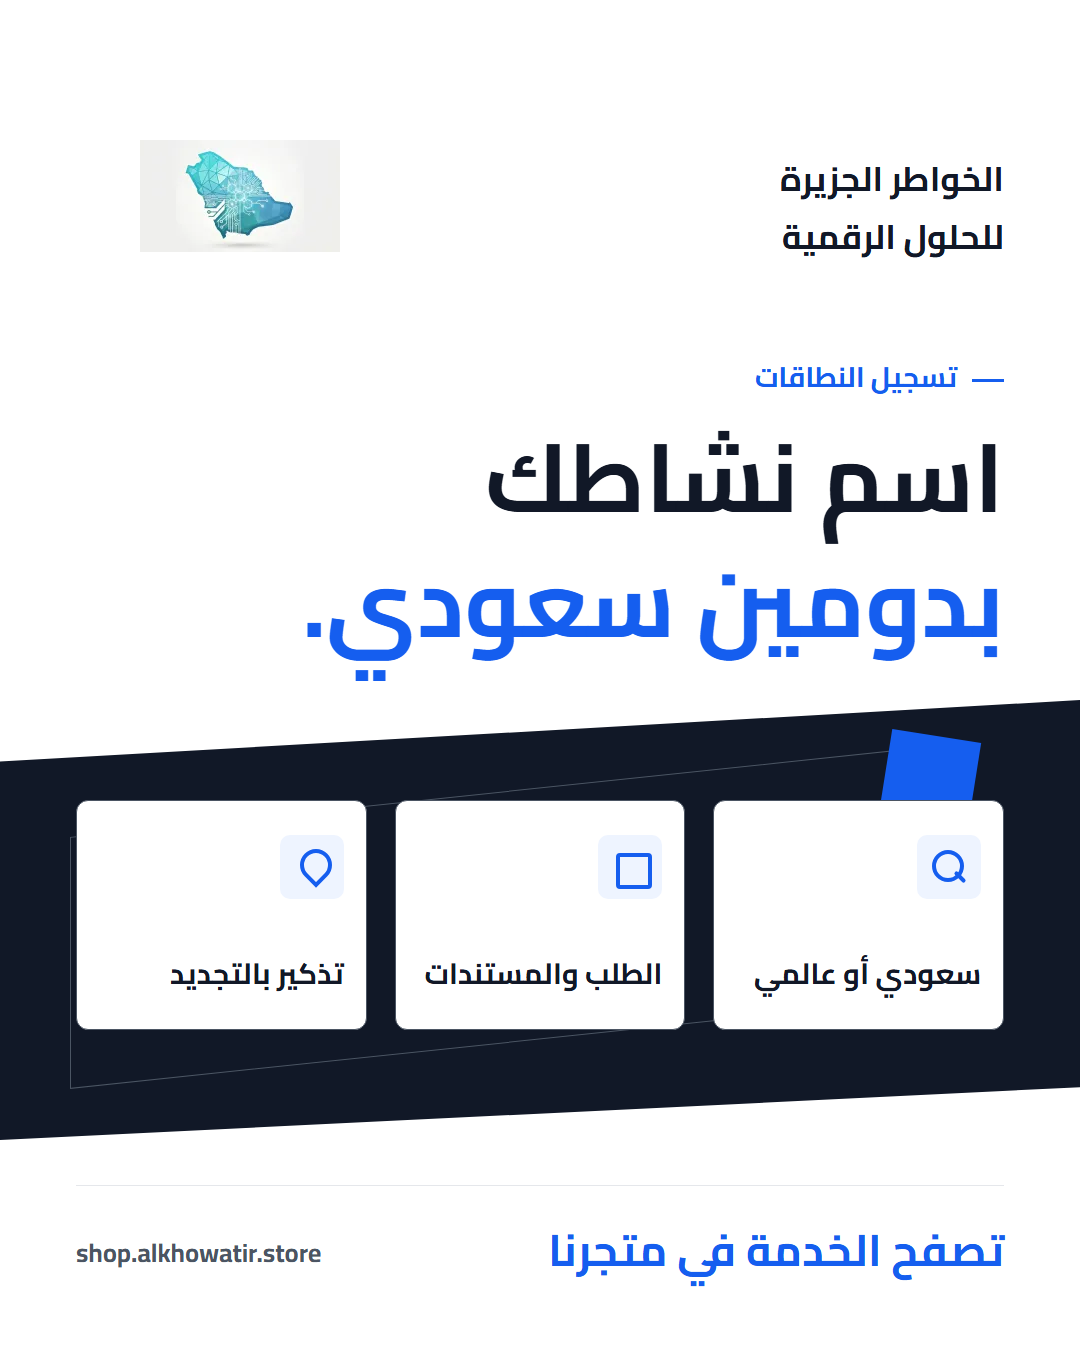 الخواطر الجزيرة
للحلول الرقمية
تسجيل النطاقات
اسم نشاطك
بدومين سعودي.
سعودي أو عالمي
الطلب والمستندات
تذكير بالتجديد
تصفح الخدمة في متجرنا
shop.alkhowatir.store